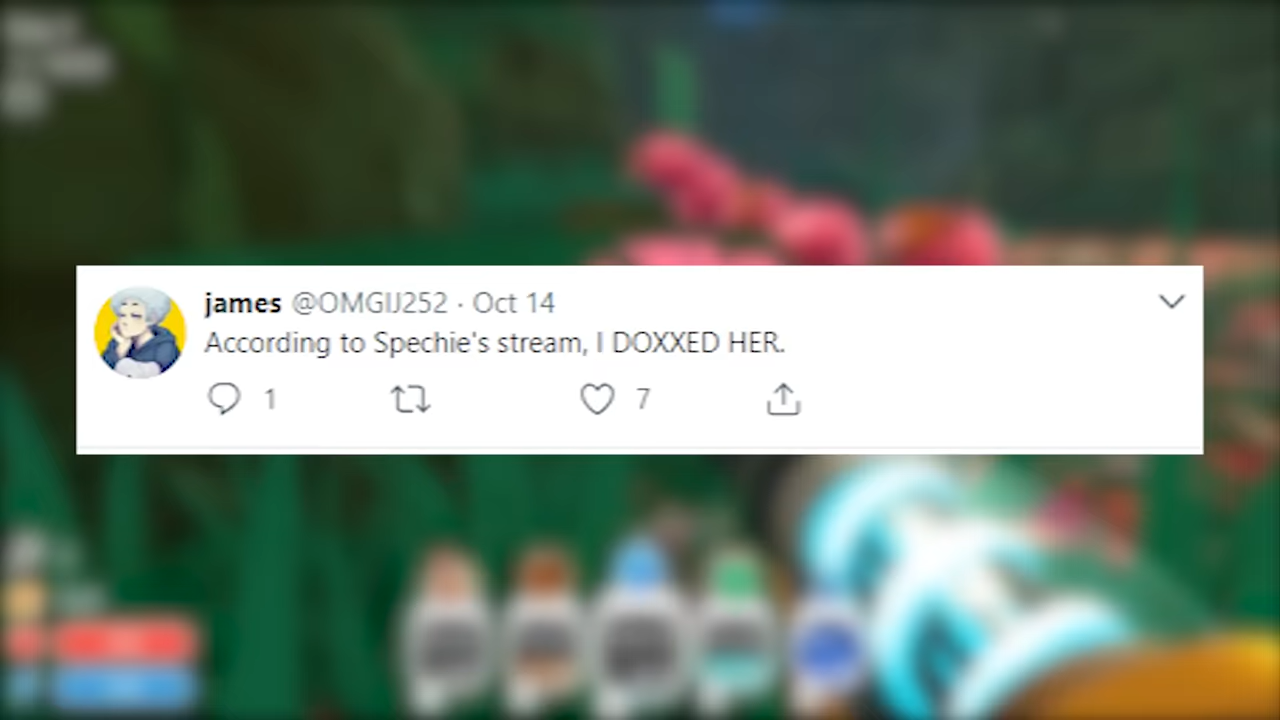 james @OMGIJ252 · Oct 14
According to Spechie's stream, I DOXXED HER.
1 7